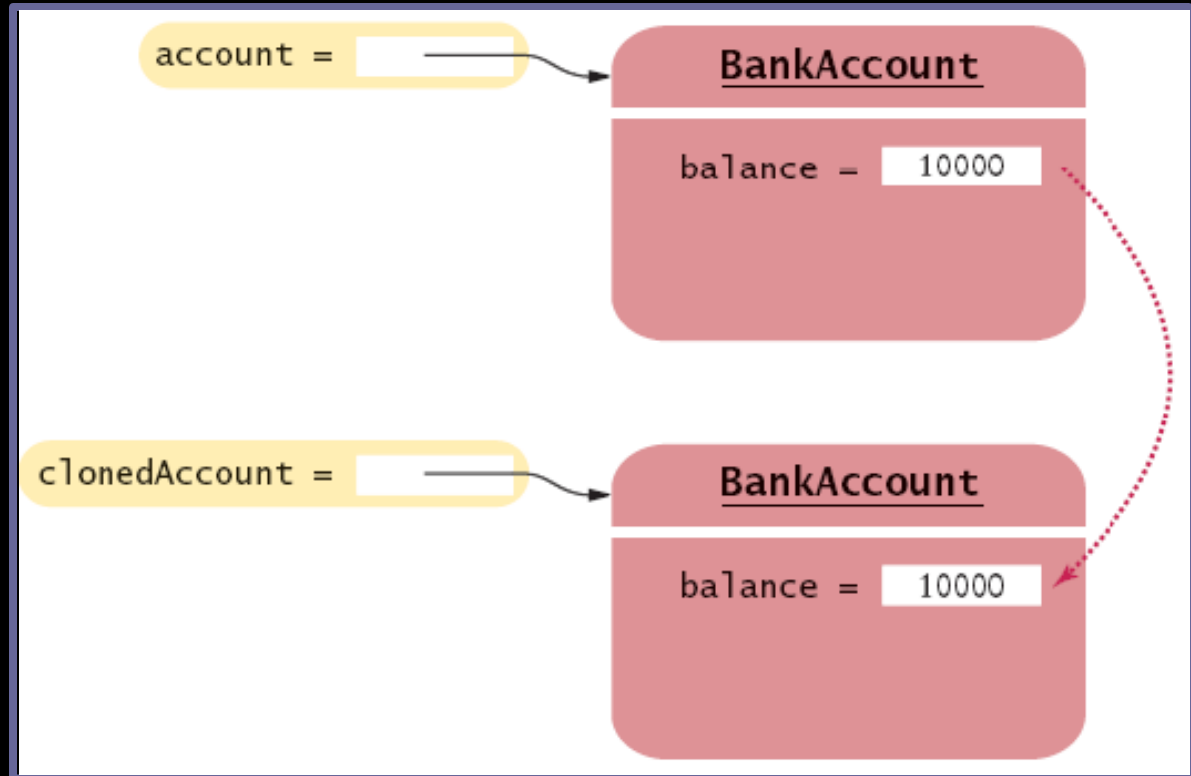 account =
BankAccount
balance = 10000
clonedAccount =
BankAccount
balance = 10000